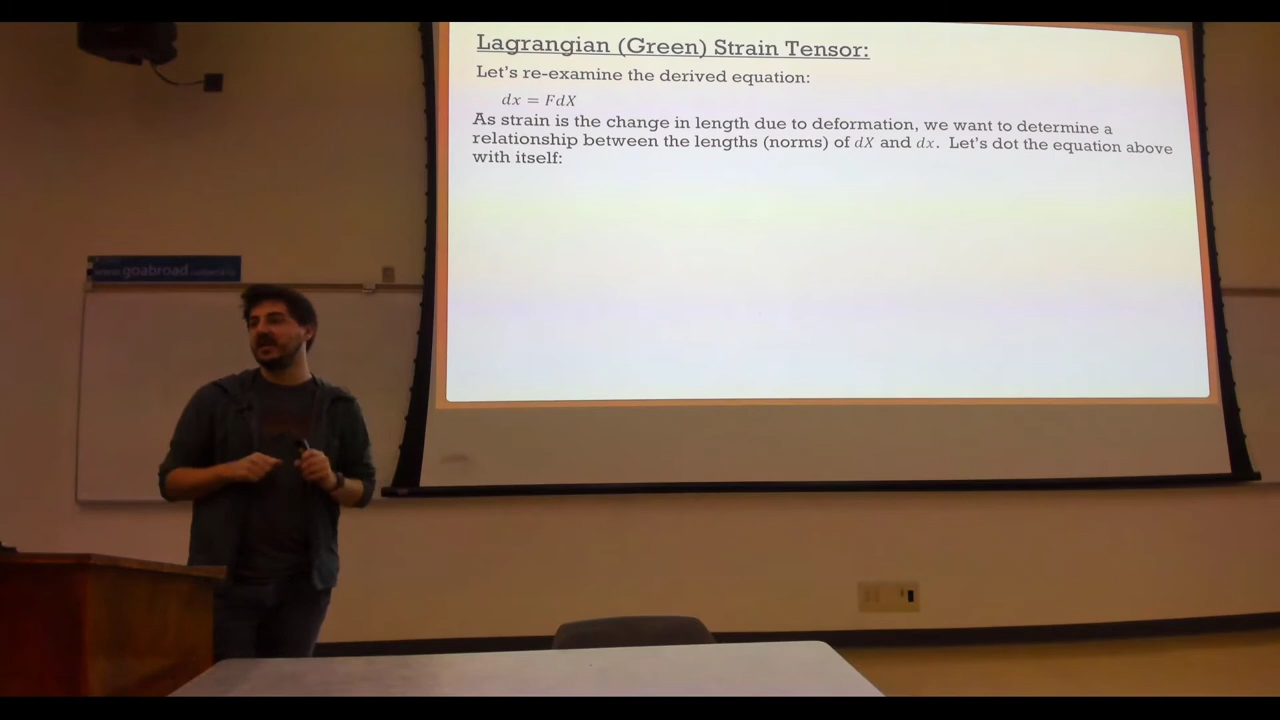 Lagrangian (Green) Strain Tensor:
Let's re-examine the derived equation:
dx = FdX
As strain is the change in length due to deformation, we want to determine a
relationship between the lengths (norms) of dX and dx. Let's dot the equation above
with itself:
www.goabroad